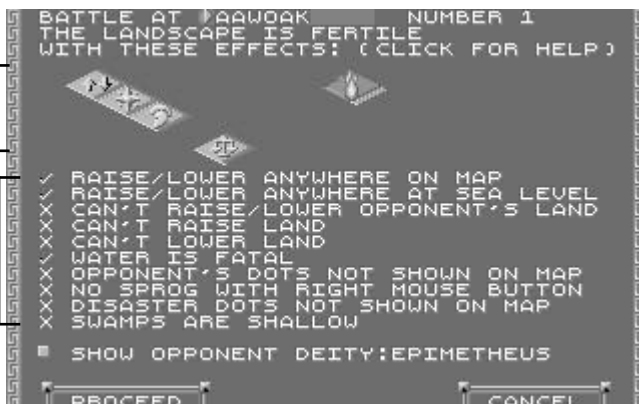 BATTLE AT AAWOAK NUMBER 1
THE LANDSCAPE IS FERTILE
WITH THESE EFFECTS: (CLICK FOR HELP)
✓ RAISE/LOWER ANYWHERE ON MAP
✓ RAISE/LOWER ANYWHERE AT SEA LEVEL
X CAN'T RAISE/LOWER OPPONENT'S LAND
X CAN'T RAISE LAND
X CAN'T LOWER LAND
✓ WATER IS FATAL
X OPPONENT'S DOTS NOT SHOWN ON MAP
X NO SPROG WITH RIGHT MOUSE BUTTON
X DISASTER DOTS NOT SHOWN ON MAP
X SWAMPS ARE SHALLOW
SHOW OPPONENT DEITY:EPIMETHEUS
PROCEED CANCEL